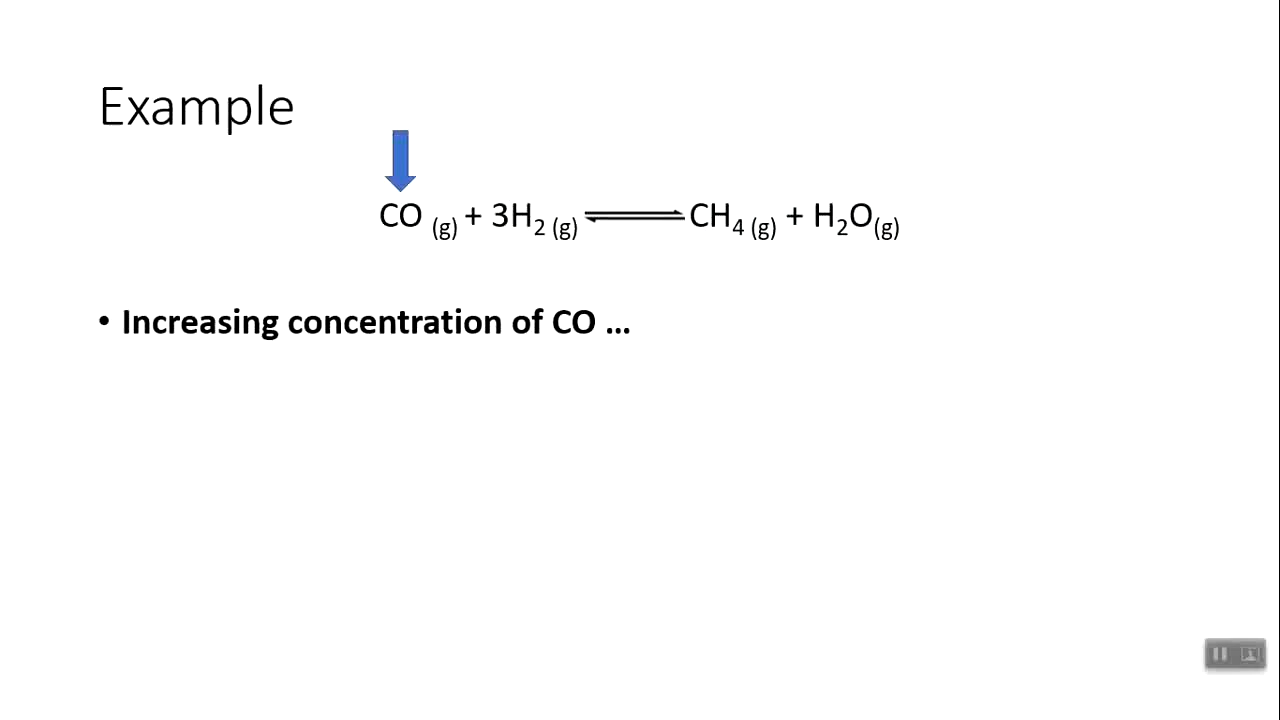 Example
CO (g) + 3H₂ (g) ⇌ CH₄ (g) + H₂O(g)
• Increasing concentration of CO ...